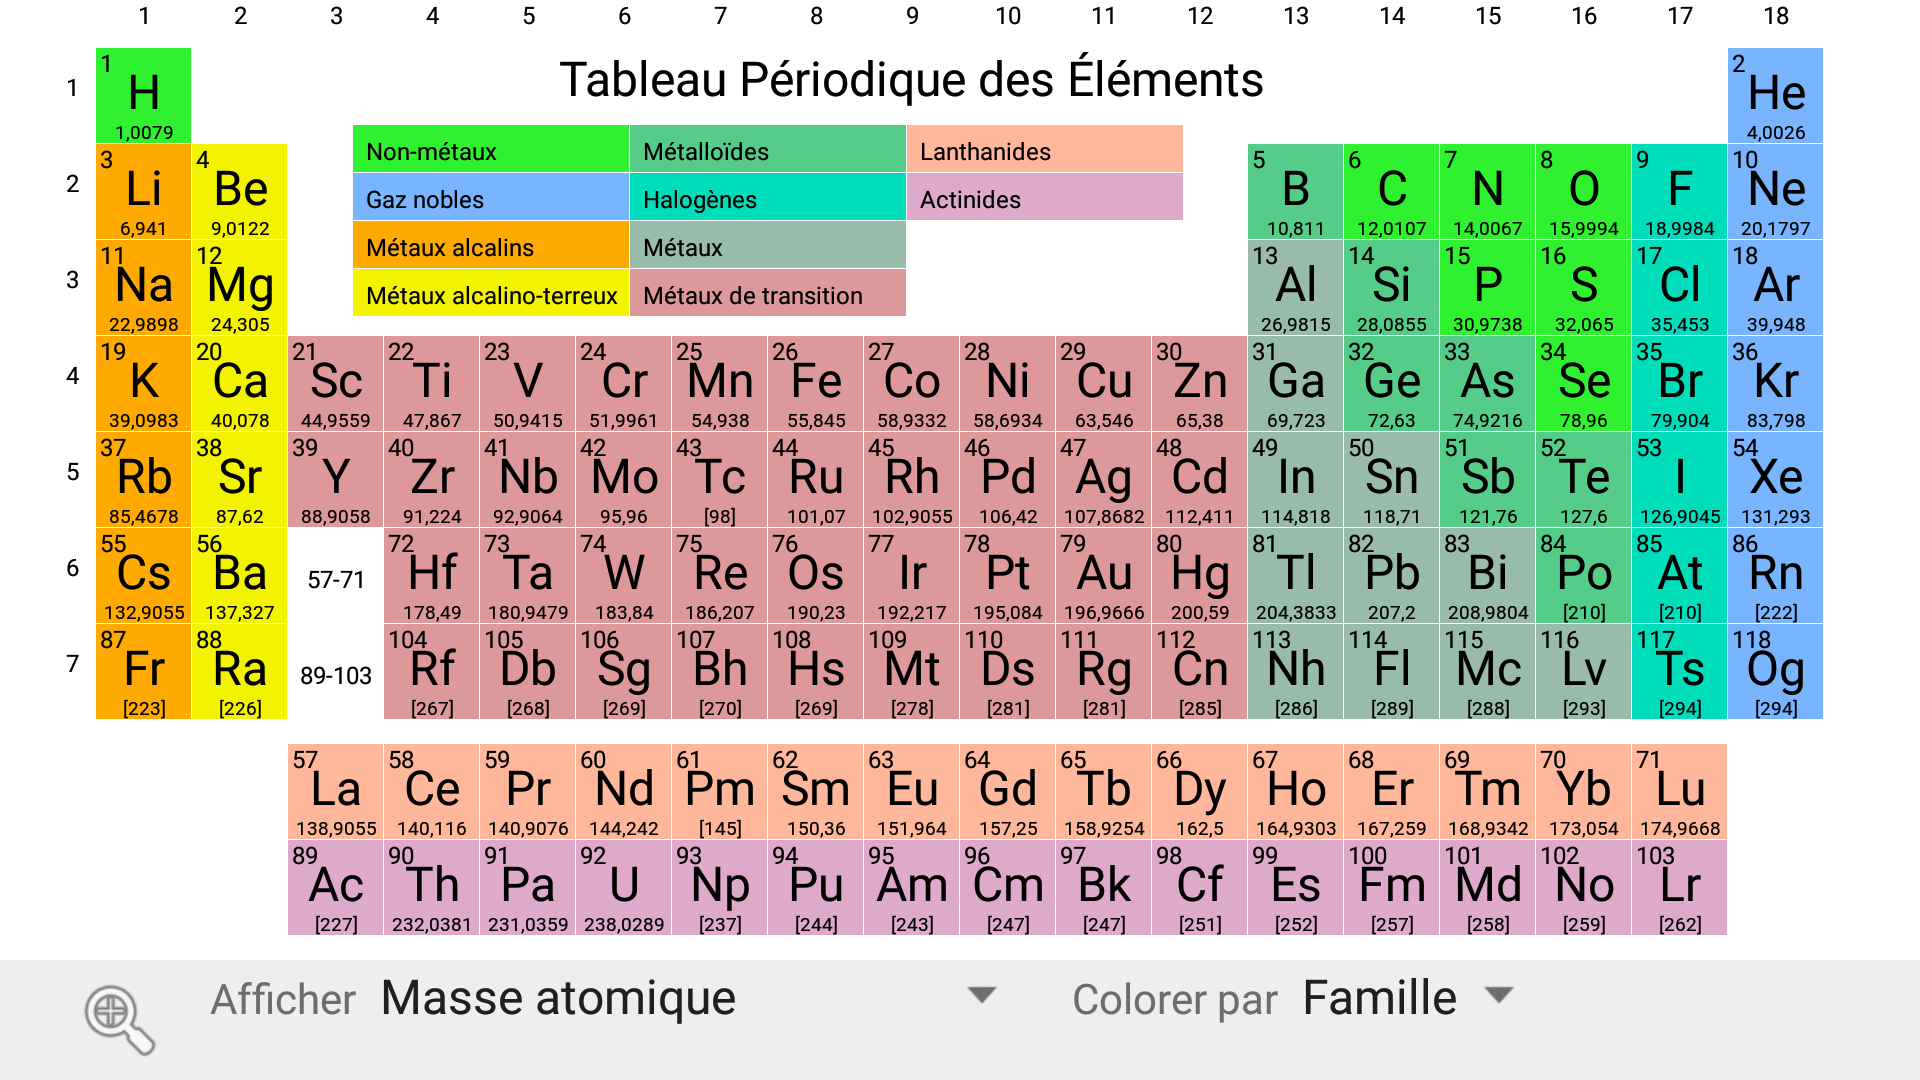 1 2 3 4 5 6 7 8 9 10 11 12 13 14 15 16 17 18
Tableau Périodique des Éléments
1
1 2
H He
1,0079 4,0026
Non-métaux Métalloïdes Lanthanides
Gaz nobles Halogènes Actinides
Métaux alcalins Métaux
Métaux alcalino-terreux Métaux de transition
2
3 4 5 6 7 8 9 10
Li Be B C N O F Ne
6,941 9,0122 10,811 12,0107 14,0067 15,9994 18,9984 20,1797
3
11 12 13 14 15 16 17 18
Na Mg Al Si P S Cl Ar
22,9898 24,305 26,9815 28,0855 30,9738 32,065 35,453 39,948
4
19 20 21 22 23 24 25 26 27 28 29 30 31 32 33 34 35 36
K Ca Sc Ti V Cr Mn Fe Co Ni Cu Zn Ga Ge As Se Br Kr
39,0983 40,078 44,9559 47,867 50,9415 51,9961 54,938 55,845 58,9332 58,6934 63,546 65,38 69,723 72,63 74,9216 78,96 79,904 83,798
5
37 38 39 40 41 42 43 44 45 46 47 48 49 50 51 52 53 54
Rb Sr Y Zr Nb Mo Tc Ru Rh Pd Ag Cd In Sn Sb Te I Xe
85,4678 87,62 88,9058 91,224 92,9064 95,96 [98] 101,07 102,9055 106,42 107,8682 112,411 114,818 118,71 121,76 127,6 126,9045 131,293
6
55 56 72 73 74 75 76 77 78 79 80 81 82 83 84 85 86
Cs Ba 57-71 Hf Ta W Re Os Ir Pt Au Hg Tl Pb Bi Po At Rn
132,9055 137,327 178,49 180,9479 183,84 186,207 190,23 192,217 195,084 196,9666 200,59 204,3833 207,2 208,9804 [210] [210] [222]
7
87 88 104 105 106 107 108 109 110 111 112 113 114 115 116 117 118
Fr Ra 89-103 Rf Db Sg Bh Hs Mt Ds Rg Cn Nh Fl Mc Lv Ts Og
[223] [226] [267] [268] [269] [270] [269] [278] [281] [281] [285] [286] [289] [288] [293] [294] [294]
57 58 59 60 61 62 63 64 65 66 67 68 69 70 71
La Ce Pr Nd Pm Sm Eu Gd Tb Dy Ho Er Tm Yb Lu
138,9055 140,116 140,9076 144,242 [145] 150,36 151,964 157,25 158,9254 162,5 164,9303 167,259 168,9342 173,054 174,9668
89 90 91 92 93 94 95 96 97 98 99 100 101 102 103
Ac Th Pa U Np Pu Am Cm Bk Cf Es Fm Md No Lr
[227] 232,0381 231,0359 238,0289 [237] [244] [243] [247] [247] [251] [252] [257] [258] [259] [262]
Afficher Masse atomique Colorer par Famille